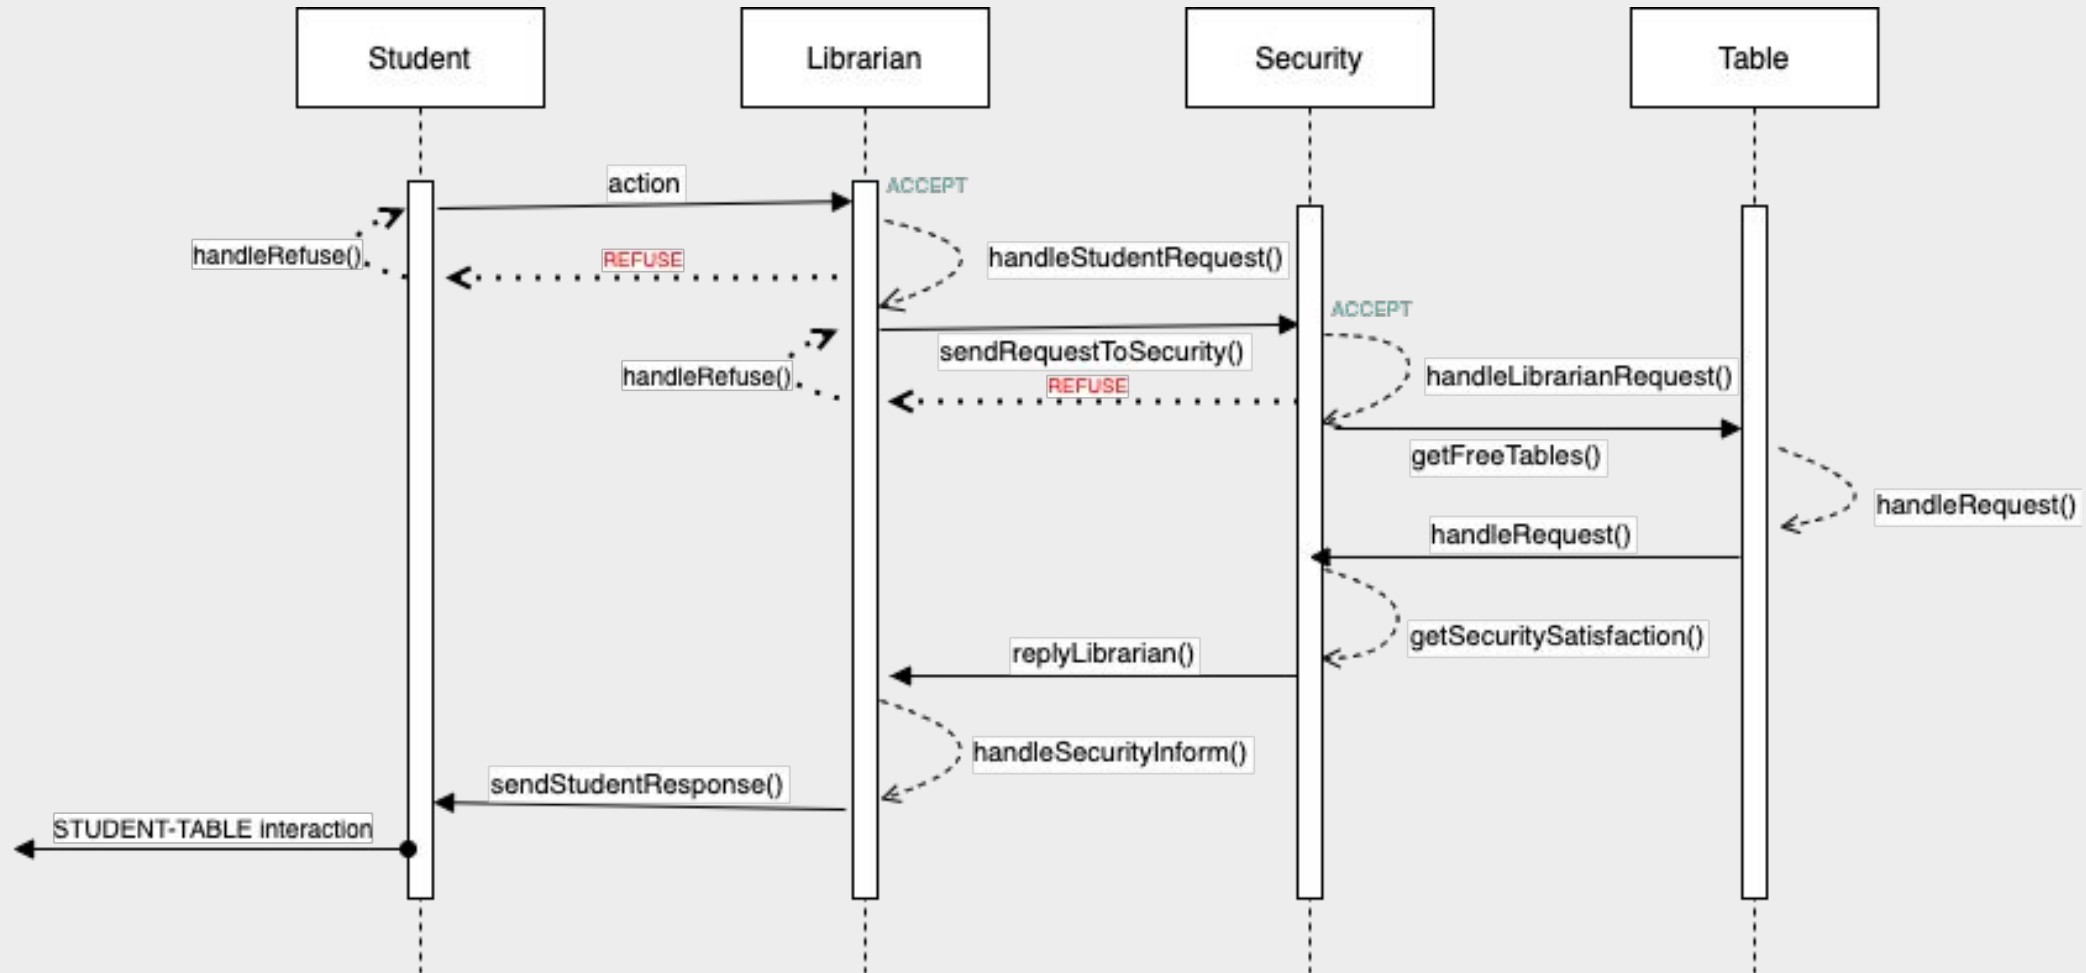 Student
Librarian
Security
Table
action
ACCEPT
handleRefuse()
REFUSE
handleStudentRequest()
ACCEPT
sendRequestToSecurity()
handleRefuse()
REFUSE
handleLibrarianRequest()
getFreeTables()
handleRequest()
handleRequest()
getSecuritySatisfaction()
replyLibrarian()
handleSecurityInform()
sendStudentResponse()
STUDENT-TABLE interaction